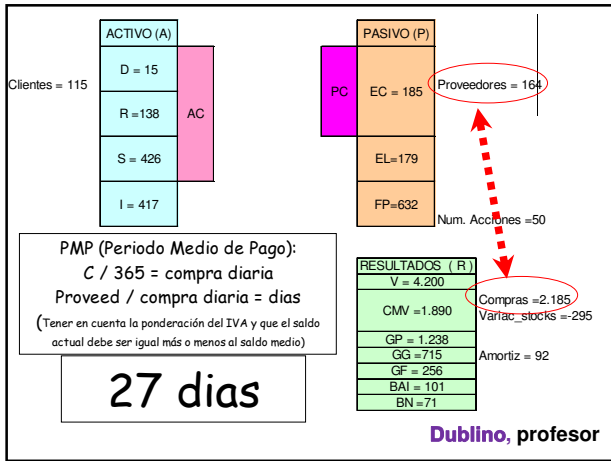 ACTIVO (A)
D = 15
R =138
S = 426
I = 417
AC
Clientes = 115
PASIVO (P)
PC
EC = 185
EL=179
FP=632
Proveedores = 164
Num. Acciones =50
PMP (Periodo Medio de Pago):
C / 365 = compra diaria
Proveed / compra diaria = dias
(Tener en cuenta la ponderación del IVA y que el saldo
actual debe ser igual más o menos al saldo medio)
27 dias
RESULTADOS ( R )
V = 4.200
CMV =1.890
GP = 1.238
GG =715
GF = 256
BAI = 101
BN =71
Compras =2.185
Variac_stocks =-295
Amortiz = 92
Dublino, profesor